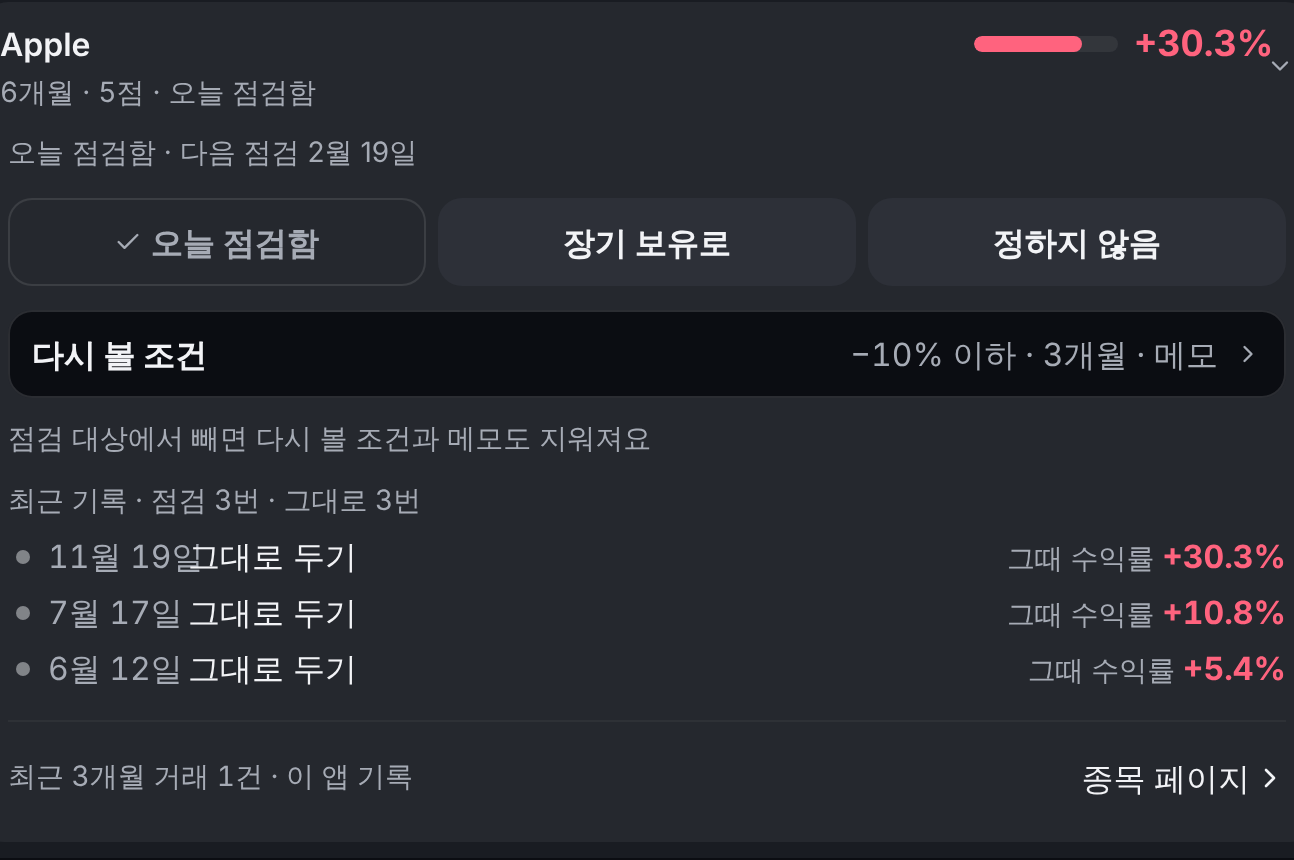 Apple +30.3%
6개월 · 5점 · 오늘 점검함
오늘 점검함 · 다음 점검 2월 19일
✓ 오늘 점검함 장기 보유로 정하지 않음
다시 볼 조건 −10% 이하 · 3개월 · 메모 >
점검 대상에서 빼면 다시 볼 조건과 메모도 지워져요
최근 기록 · 점검 3번 · 그대로 3번
11월 19일 그대로 두기 그때 수익률 +30.3%
7월 17일 그대로 두기 그때 수익률 +10.8%
6월 12일 그대로 두기 그때 수익률 +5.4%
최근 3개월 거래 1건 · 이 앱 기록 종목 페이지 >